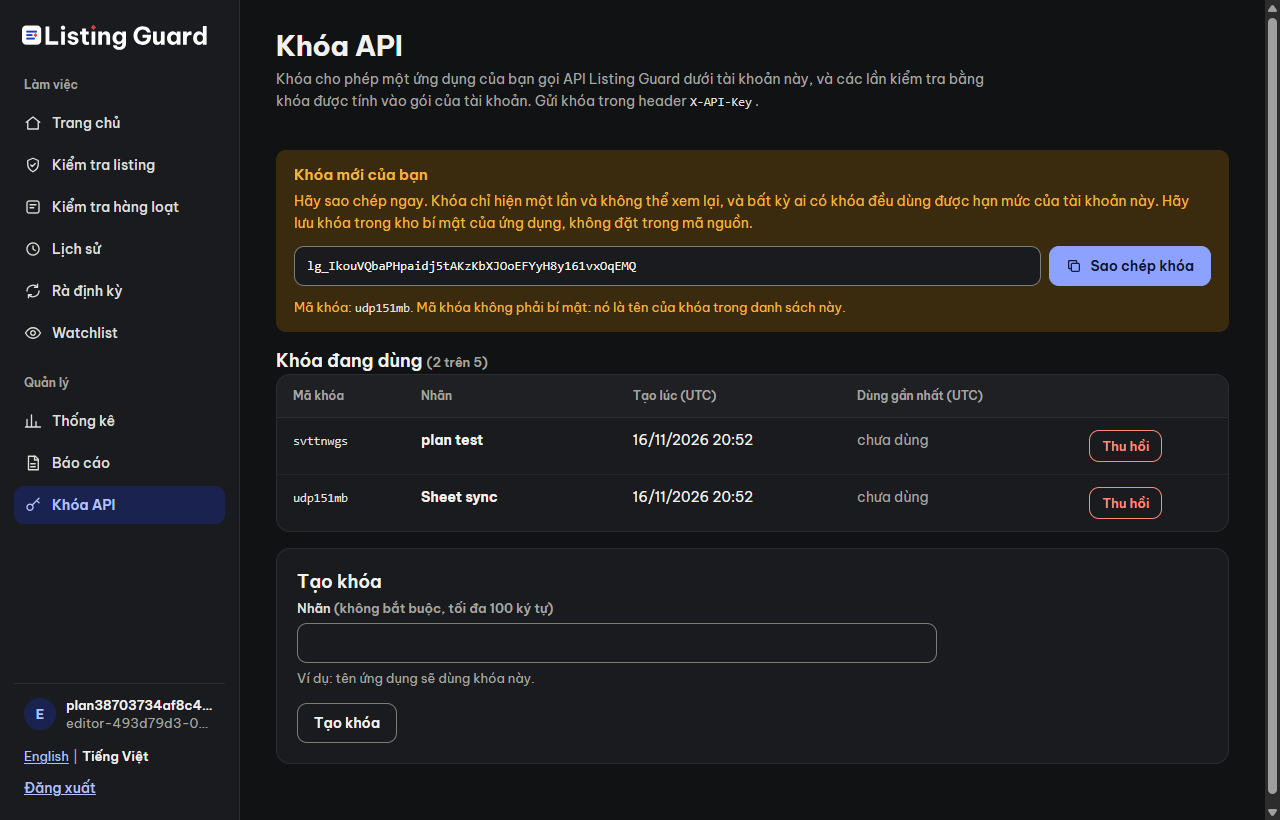 Listing Guard
Làm việc
Trang chủ
Kiểm tra listing
Kiểm tra hàng loạt
Lịch sử
Rà định kỳ
Watchlist
Quản lý
Thống kê
Báo cáo
Khóa API
E
plan38703734af8c4...
editor-493d79d3-0...
English | Tiếng Việt
Đăng xuất
Khóa API
Khóa cho phép một ứng dụng của bạn gọi API Listing Guard dưới tài khoản này, và các lần kiểm tra bằng
khóa được tính vào gói của tài khoản. Gửi khóa trong header X-API-Key .
Khóa mới của bạn
Hãy sao chép ngay. Khóa chỉ hiện một lần và không thể xem lại, và bất kỳ ai có khóa đều dùng được hạn mức của tài khoản này. Hãy
lưu khóa trong kho bí mật của ứng dụng, không đặt trong mã nguồn.
lg_IkouVQbaPHpaidj5tAKzKbXJOoEFYyH8y161vxOqEMQ
Sao chép khóa
Mã khóa: udp151mb. Mã khóa không phải bí mật: nó là tên của khóa trong danh sách này.
Khóa đang dùng (2 trên 5)
Mã khóa Nhãn Tạo lúc (UTC) Dùng gần nhất (UTC)
svttnwgs plan test 16/11/2026 20:52 chưa dùng Thu hồi
udp151mb Sheet sync 16/11/2026 20:52 chưa dùng Thu hồi
Tạo khóa
Nhãn (không bắt buộc, tối đa 100 ký tự)
Ví dụ: tên ứng dụng sẽ dùng khóa này.
Tạo khóa